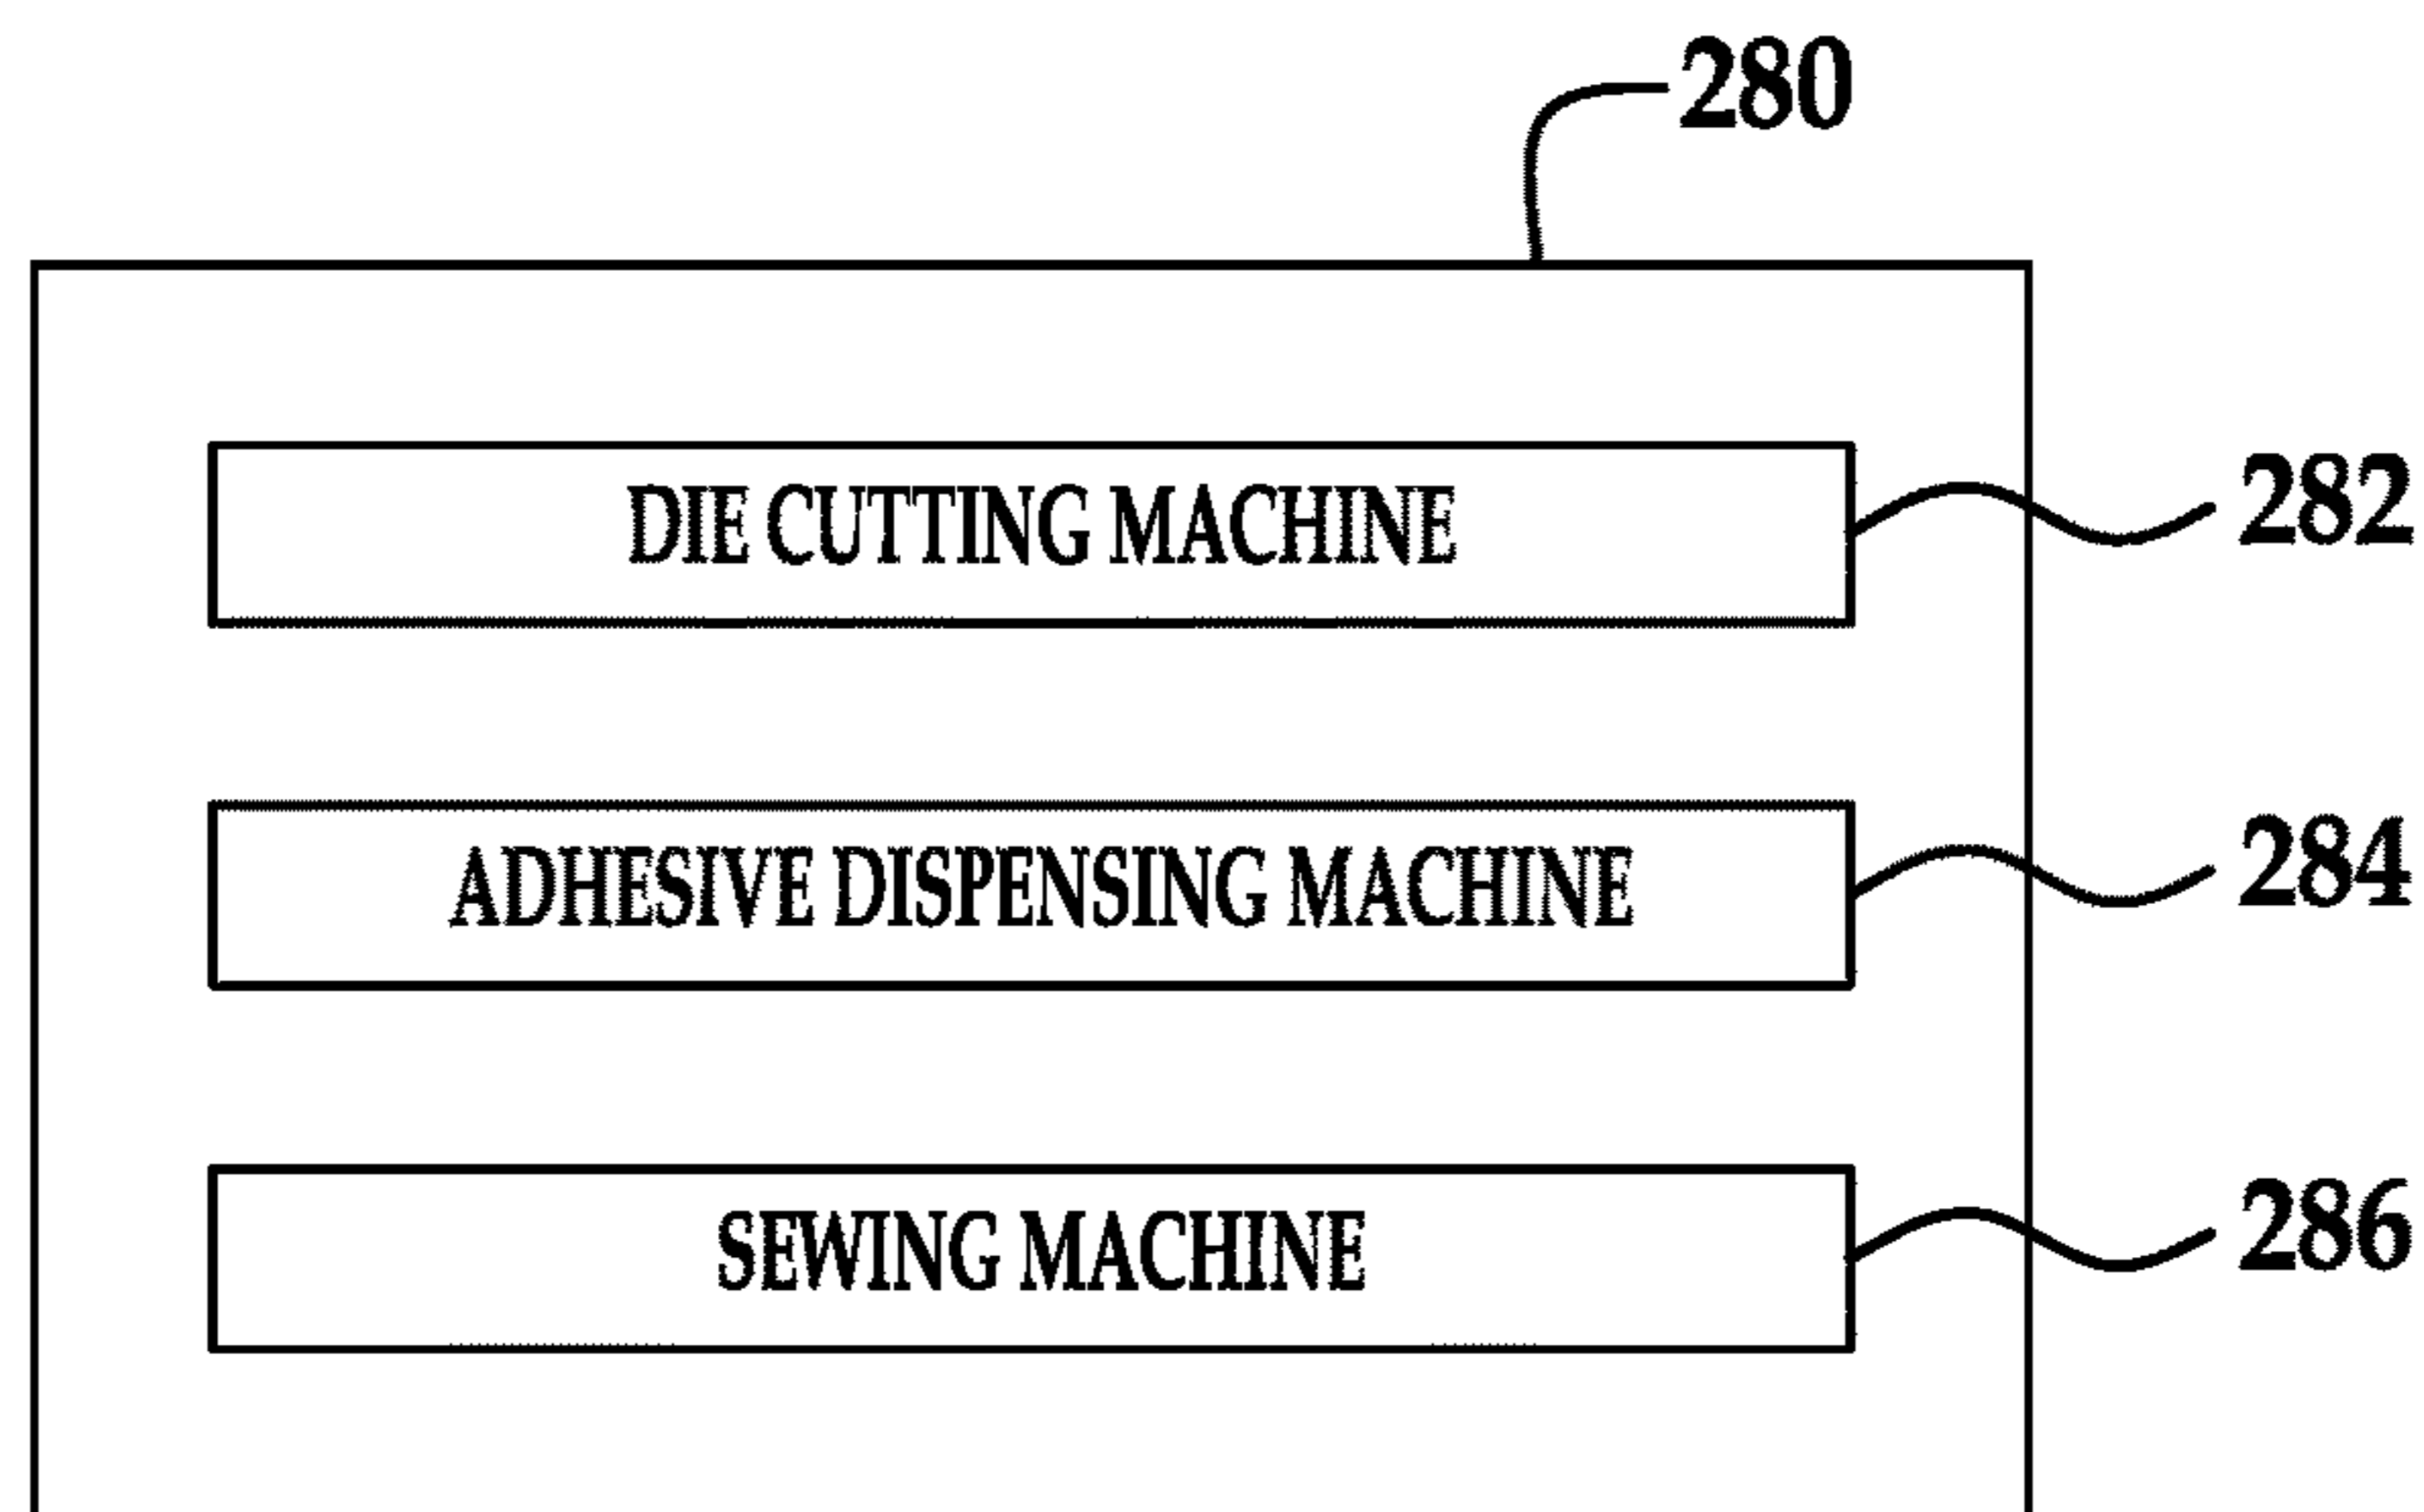 280
DIE CUTTING MACHINE 282
ADHESIVE DISPENSING MACHINE 284
SEWING MACHINE 286